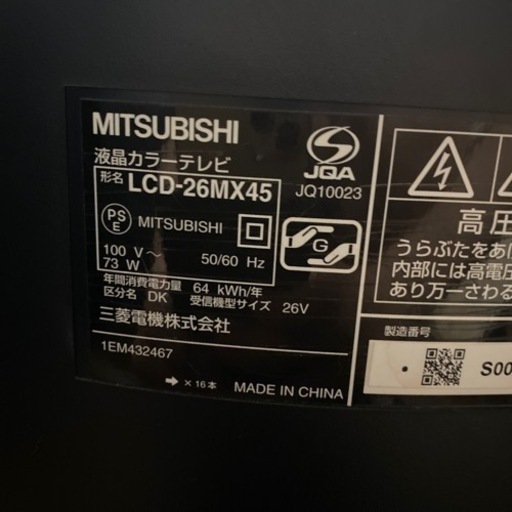 MITSUBISHI
液晶カラーテレビ
形名 LCD-26MX45
PS
E
MITSUBISHI
100 V～
73 W
50/60 Hz
年間消費電力量 64 kWh/年
区分名 DK 受信機型サイズ 26V
三菱電機株式会社
1EM432467
➡ ×16本
MADE IN CHINA
JQA
JQ10023
G
高圧
うらぶたをあ
内部には高電圧
あり万一さわる
製造番号
S00